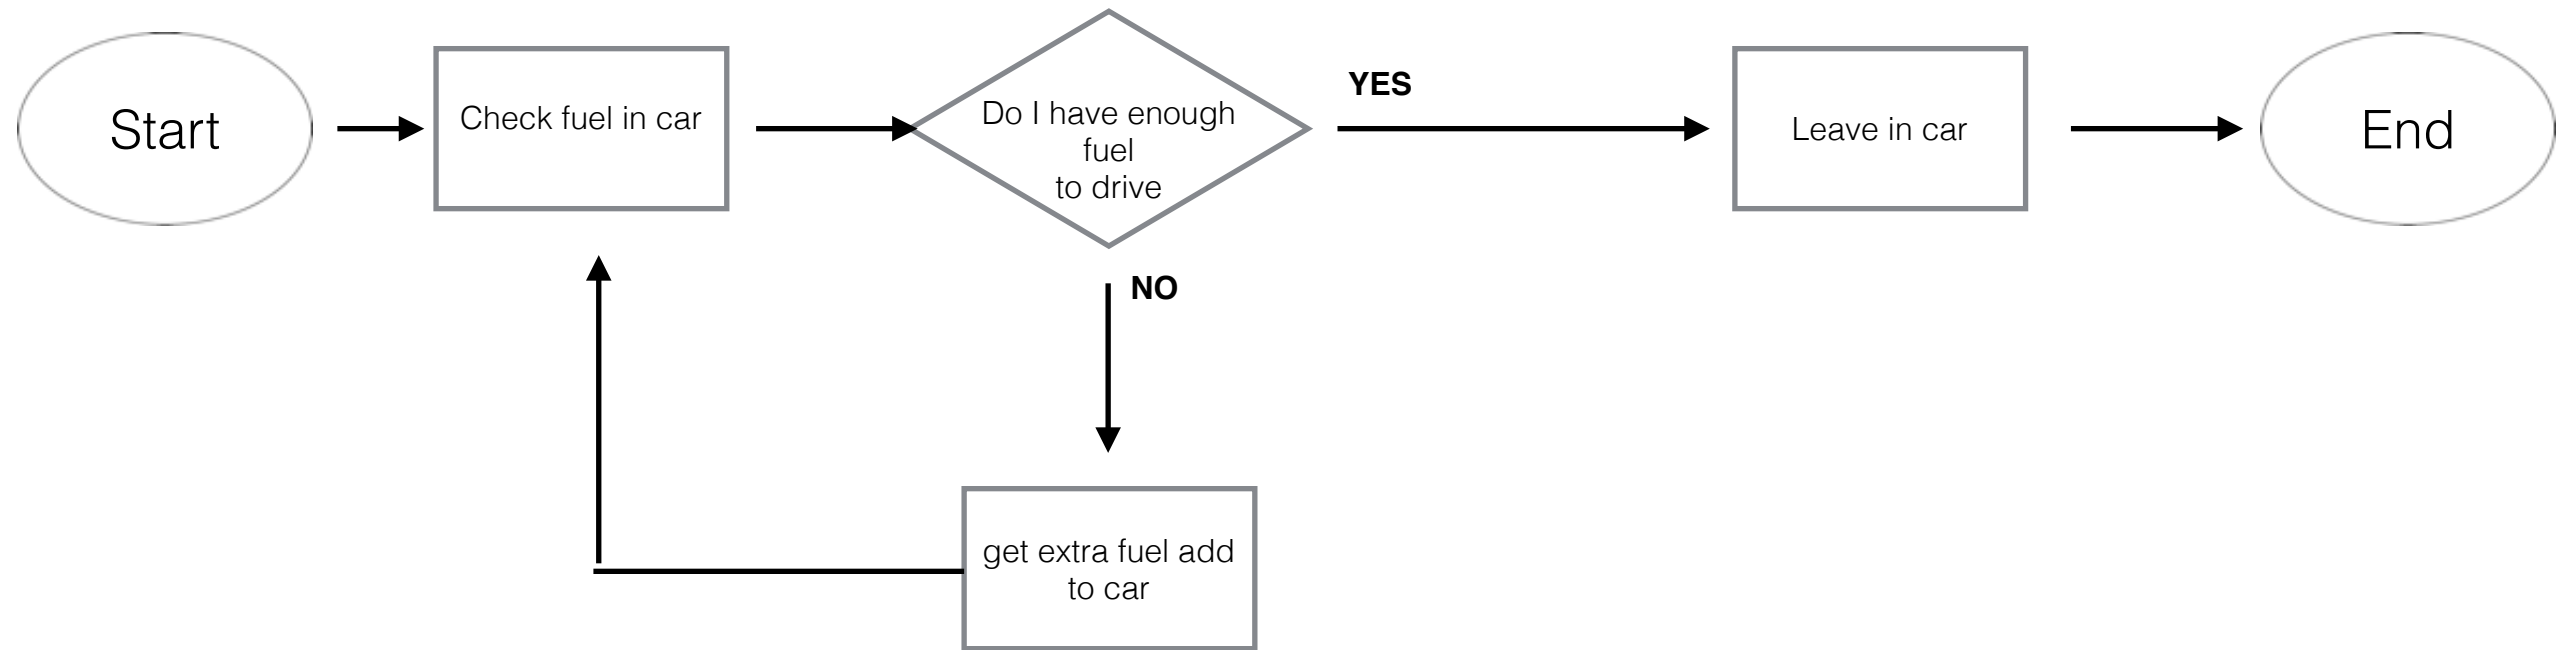 Start
Check fuel in car
Do I have enough
fuel
to drive
YES
Leave in car
End
NO
get extra fuel add
to car